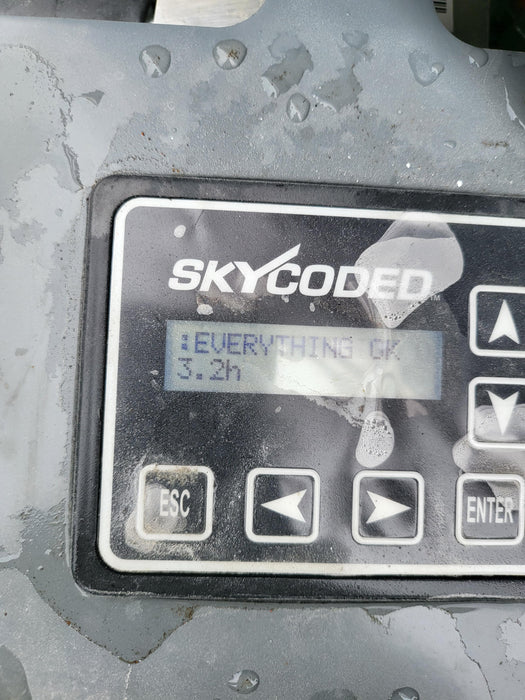 SKYCODED
:EVERYTHING OK
3.2h
ESC
ENTER